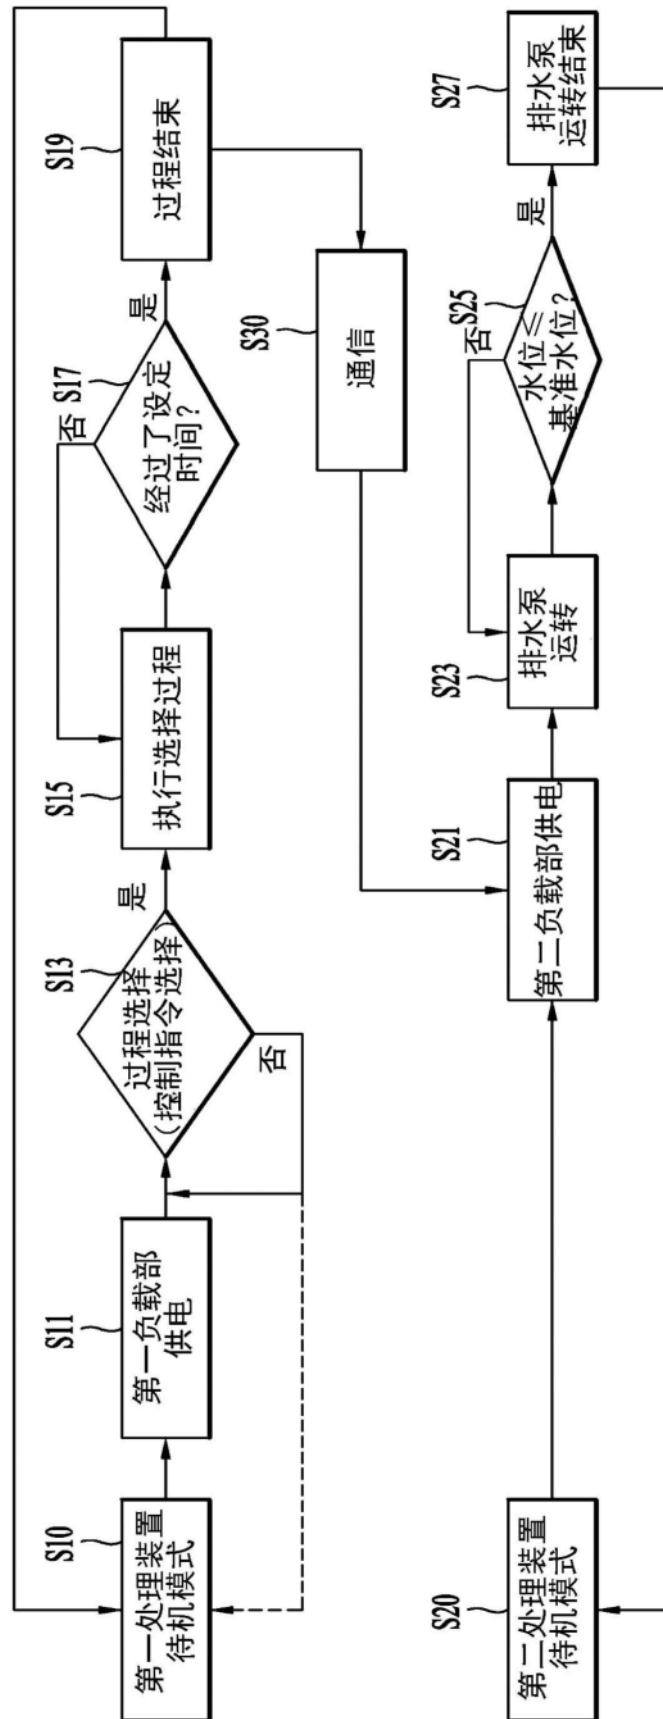 S10
第一处理装置
待机模式
S11
第一负载部
供电
S13
过程选择
（控制指令选择）
否
是
S15
执行选择过程
S17
经过了设定
时间？
否
是
S19
过程结束
S30
通信
S20
第二处理装置
待机模式
S21
第二负载部供电
S23
排水泵
运转
S25
水位≤
基准水位？
否
是
S27
排水泵
运转结束